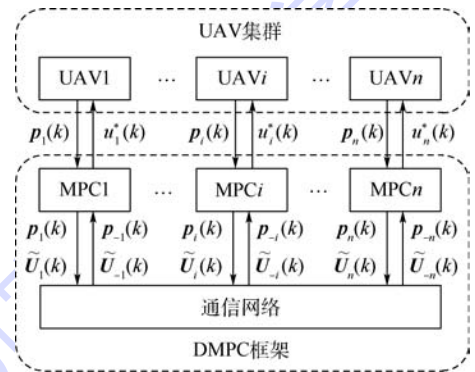 UAV集群
UAV1 … UAVi … UAVn
p₁(k) u₁*(k) pᵢ(k) uᵢ*(k) pₙ(k) uₙ*(k)
MPC1 … MPCi … MPCn
p₁(k) p₋₁(k) pᵢ(k) p₋ᵢ(k) pₙ(k) p₋ₙ(k)
Ũ₁(k) Ũ₋₁(k) Ũᵢ(k) Ũ₋ᵢ(k) Ũₙ(k) Ũ₋ₙ(k)
通信网络
DMPC框架